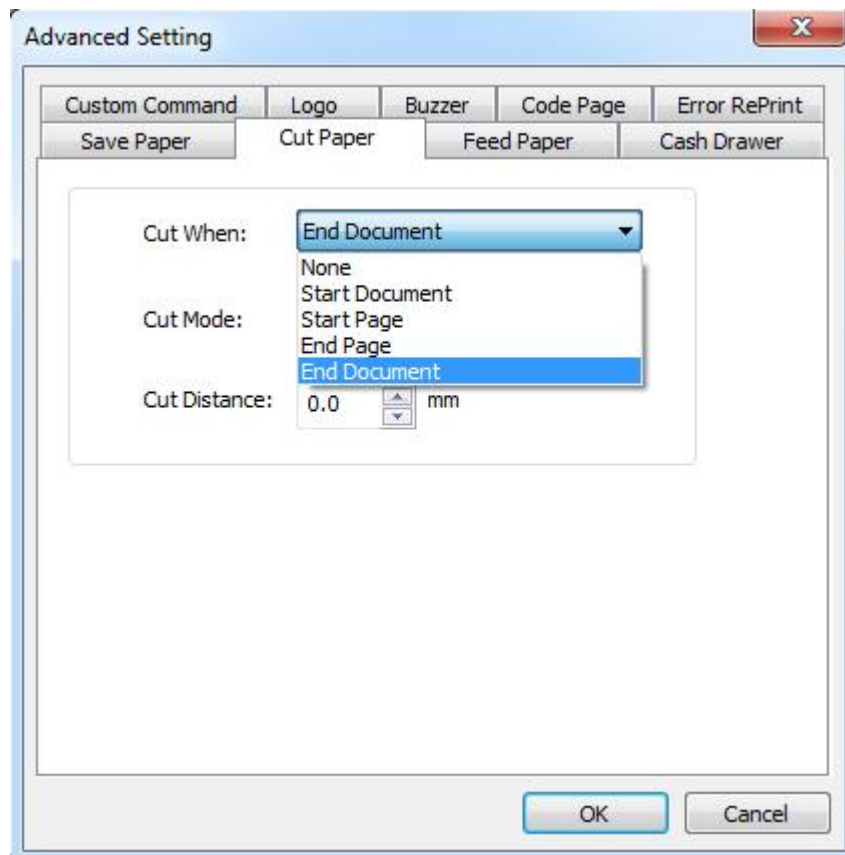 Advanced Setting
Custom Command Logo Buzzer Code Page Error RePrint
Save Paper Cut Paper Feed Paper Cash Drawer
Cut When: End Document
None
Start Document
Cut Mode: Start Page
End Page
End Document
Cut Distance: 0.0 mm
OK Cancel